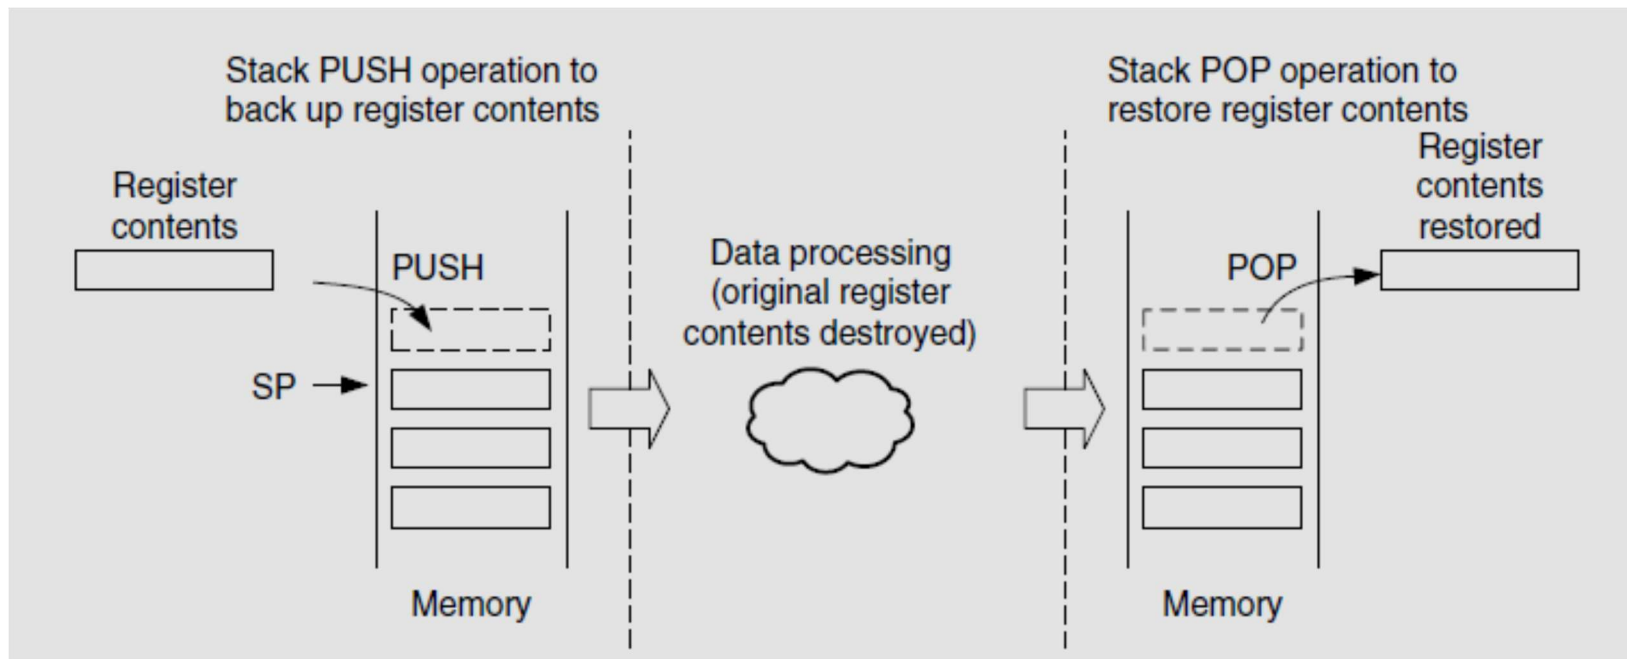 Stack PUSH operation to
back up register contents
Register
contents
PUSH
SP
Memory
Data processing
(original register
contents destroyed)
Stack POP operation to
restore register contents
Register
contents
restored
POP
Memory